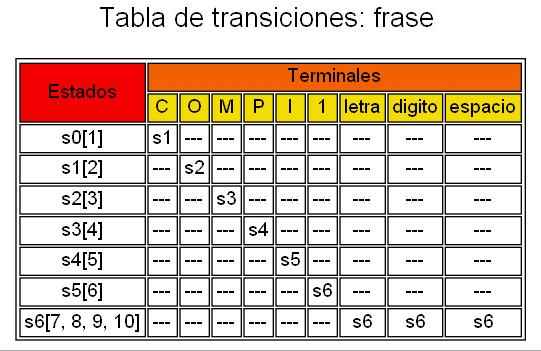 Tabla de transiciones: frase
Estados Terminales
C O M P I 1 letra digito espacio
s0[1] s1 --- --- --- --- --- --- --- ---
s1[2] --- s2 --- --- --- --- --- --- ---
s2[3] --- --- s3 --- --- --- --- --- ---
s3[4] --- --- --- s4 --- --- --- --- ---
s4[5] --- --- --- --- s5 --- --- --- ---
s5[6] --- --- --- --- --- s6 --- --- ---
s6[7, 8, 9, 10] --- --- --- --- --- --- s6 s6 s6